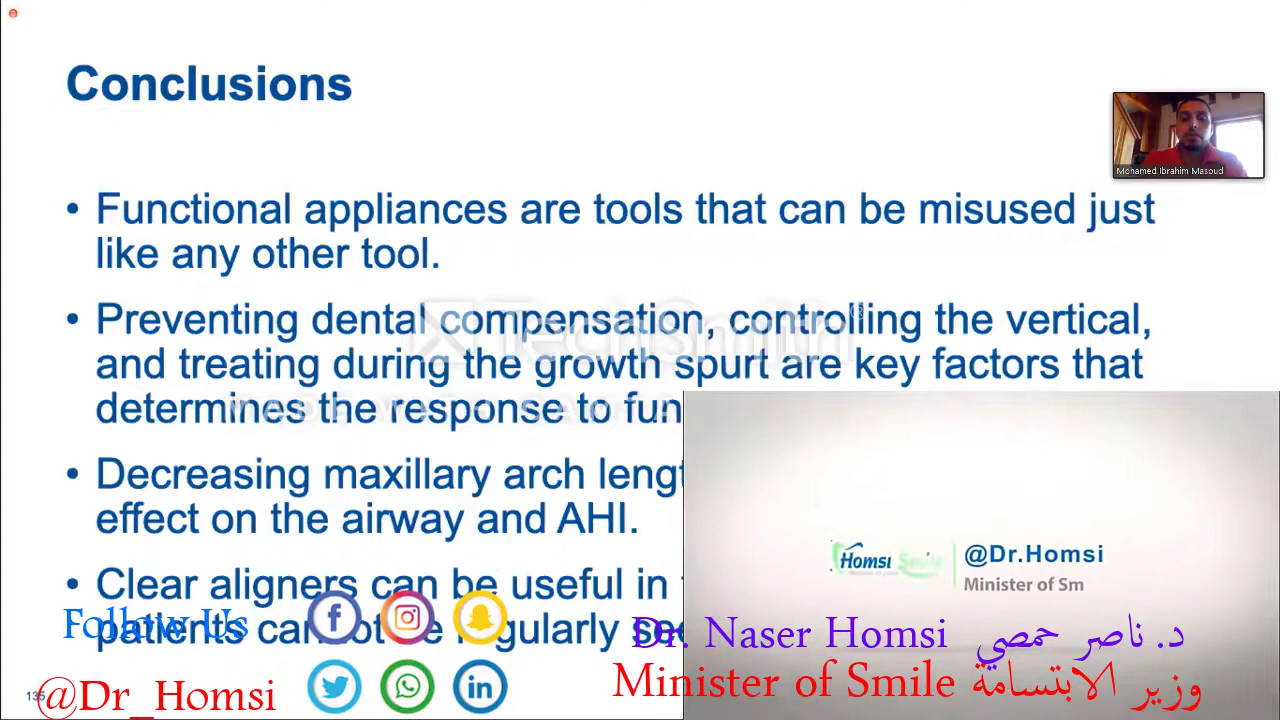 Conclusions
Mohamed Ibrahim Masoud
• Functional appliances are tools that can be misused just
like any other tool.
• Preventing dental compensation, controlling the vertical,
and treating during the growth spurt are key factors that
determines the response to fun
• Decreasing maxillary arch leng
effect on the airway and AHI.
• Clear aligners can be useful in
TechSmith®
Homsi Smile
@Dr.Homsi
Minister of Sm
Follow Us
Dr. Naser Homsi د. ناصر حمصي
Minister of Smile وزير الابتسامة
@Dr_Homsi